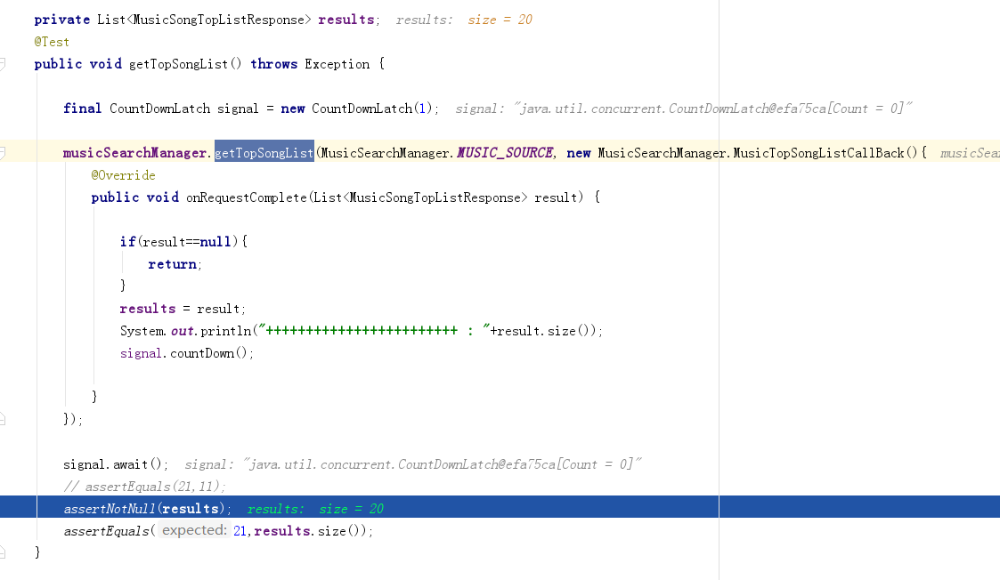 private List<MusicSongTopListResponse> results;  results:  size = 20
@Test
public void getTopSongList() throws Exception {
final CountDownLatch signal = new CountDownLatch(1);  signal: "java.util.concurrent.CountDownLatch@efa75ca[Count = 0]"
musicSearchManager.getTopSongList(MusicSearchManager.MUSIC_SOURCE, new MusicSearchManager.MusicTopSongListCallBack(){  musicSear
@Override
public void onRequestComplete(List<MusicSongTopListResponse> result) {
if(result==null){
return;
}
results = result;
System.out.println("++++++++++++++++++++++++ : "+result.size());
signal.countDown();
}
});
signal.await();  signal: "java.util.concurrent.CountDownLatch@efa75ca[Count = 0]"
// assertEquals(21,11);
assertNotNull(results);  results:  size = 20
assertEquals( expected: 21,results.size());
}